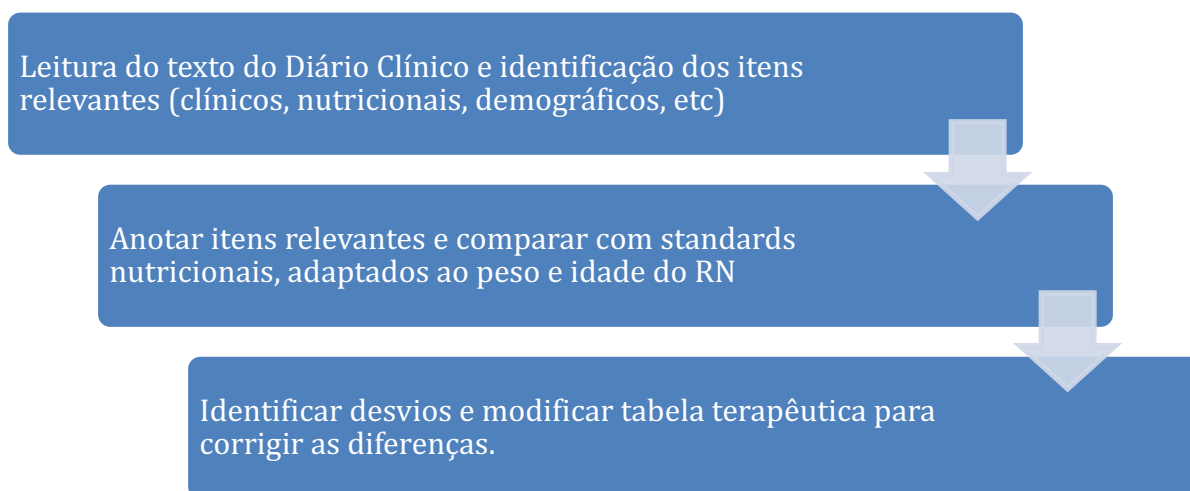 Leitura do texto do Diário Clínico e identificação dos itens
relevantes (clínicos, nutricionais, demográficos, etc)
Anotar itens relevantes e comparar com standards
nutricionais, adaptados ao peso e idade do RN
Identificar desvios e modificar tabela terapêutica para
corrigir as diferenças.